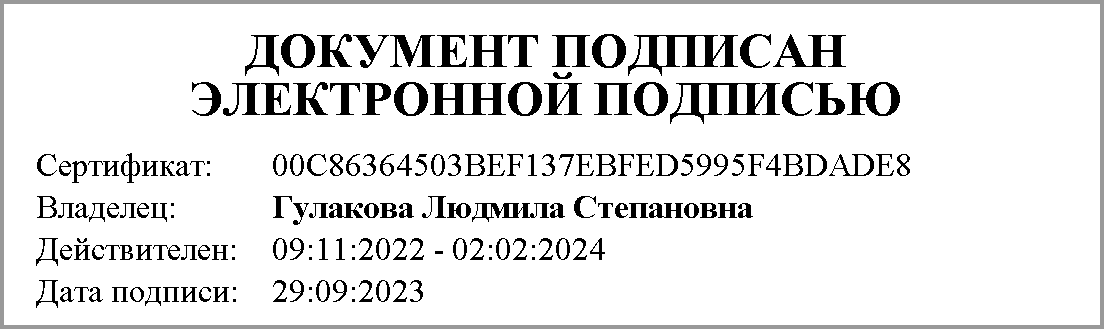 ДОКУМЕНТ ПОДПИСАН
ЭЛЕКТРОННОЙ ПОДПИСЬЮ
Сертификат: 00C86364503BEF137EBFED5995F4BDADE8
Владелец: Гулакова Людмила Степановна
Действителен: 09:11:2022 - 02:02:2024
Дата подписи: 29:09:2023